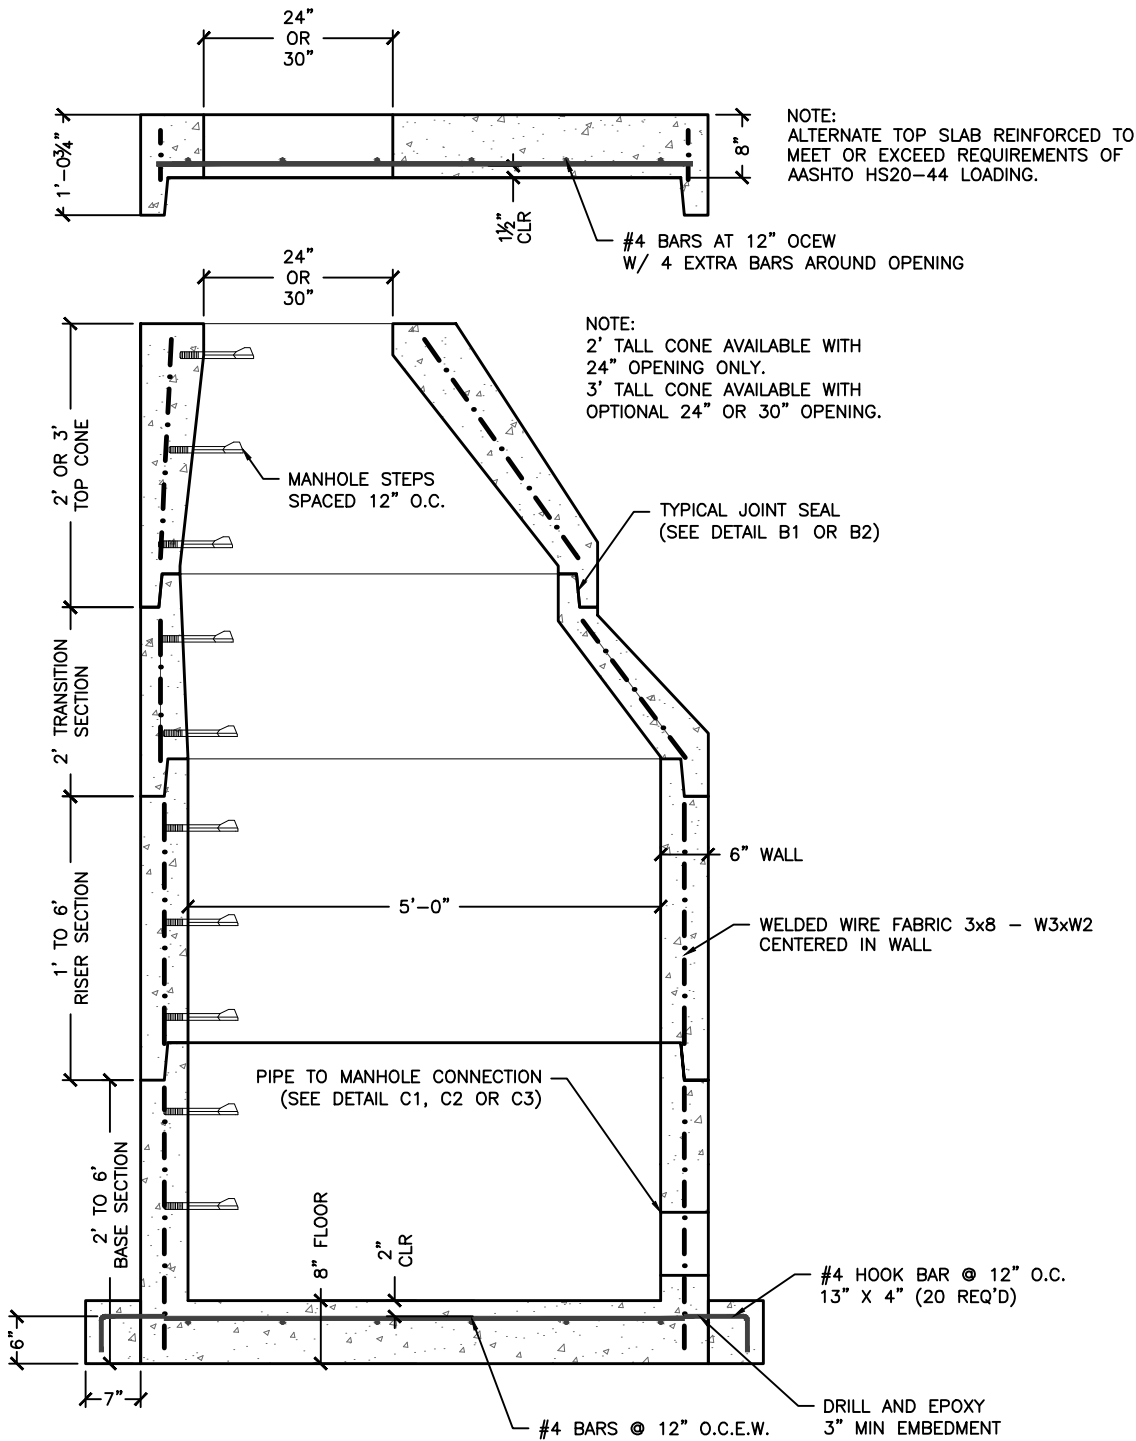 24"
OR
30"
1'-0¾"
8"
NOTE:
ALTERNATE TOP SLAB REINFORCED TO
MEET OR EXCEED REQUIREMENTS OF
AASHTO HS20-44 LOADING.
1½"
CLR
#4 BARS AT 12" OCEW
W/ 4 EXTRA BARS AROUND OPENING
24"
OR
30"
NOTE:
2' TALL CONE AVAILABLE WITH
24" OPENING ONLY.
3' TALL CONE AVAILABLE WITH
OPTIONAL 24" OR 30" OPENING.
2' OR 3'
TOP CONE
MANHOLE STEPS
SPACED 12" O.C.
TYPICAL JOINT SEAL
(SEE DETAIL B1 OR B2)
2' TRANSITION
SECTION
6" WALL
5'-0"
1' TO 6'
RISER SECTION
WELDED WIRE FABRIC 3x8 – W3xW2
CENTERED IN WALL
PIPE TO MANHOLE CONNECTION
(SEE DETAIL C1, C2 OR C3)
2' TO 6'
BASE SECTION
8" FLOOR
2"
CLR
#4 HOOK BAR @ 12" O.C.
13" X 4" (20 REQ'D)
6"
7"
DRILL AND EPOXY
3" MIN EMBEDMENT
#4 BARS @ 12" O.C.E.W.